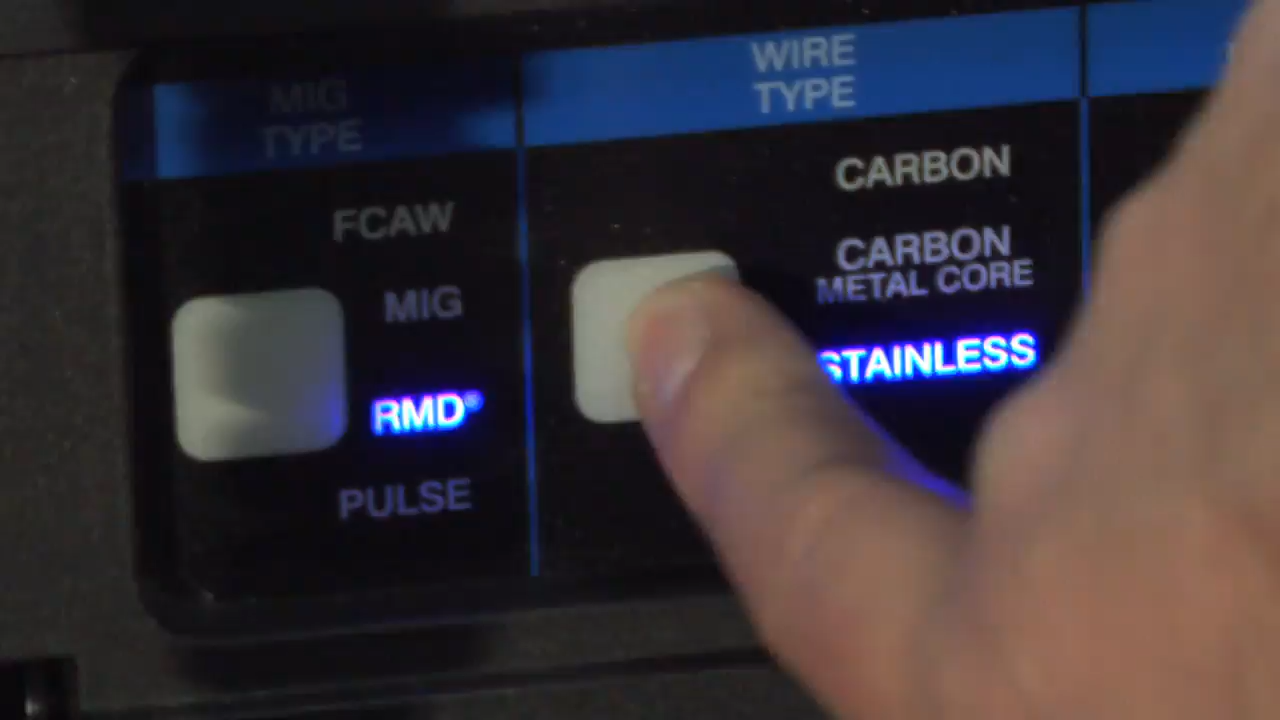 MIG
TYPE
FCAW
MIG
RMD®
PULSE
WIRE
TYPE
CARBON
CARBON
METAL CORE
STAINLESS